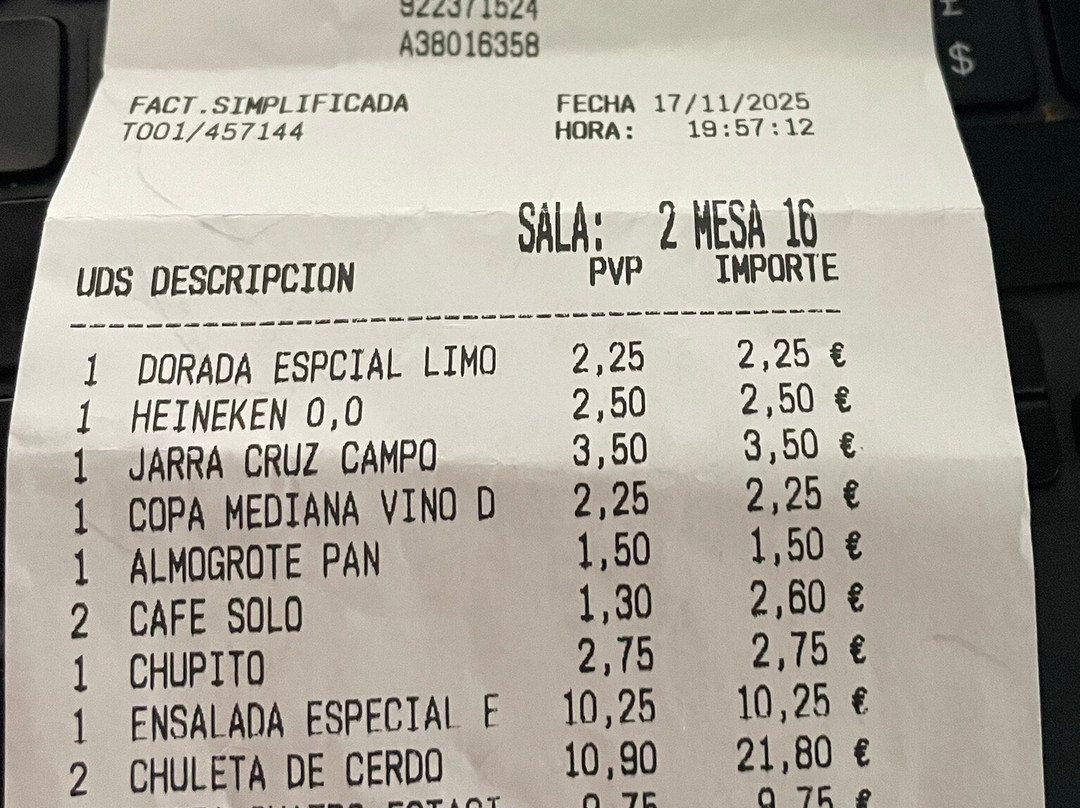 922371524
A38016358
FACT.SIMPLIFICADA FECHA 17/11/2025
T001/457144 HORA: 19:57:12
SALA: 2 MESA 16
UDS DESCRIPCION PVP IMPORTE
1 DORADA ESPCIAL LIMO 2,25 2,25 €
1 HEINEKEN 0,0 2,50 2,50 €
1 JARRA CRUZ CAMPO 3,50 3,50 €
1 COPA MEDIANA VINO D 2,25 2,25 €
1 ALMOGROTE PAN 1,50 1,50 €
2 CAFE SOLO 1,30 2,60 €
1 CHUPITO 2,75 2,75 €
1 ENSALADA ESPECIAL E 10,25 10,25 €
2 CHULETA DE CERDO 10,90 21,80 €
9,75 9,75 €
$